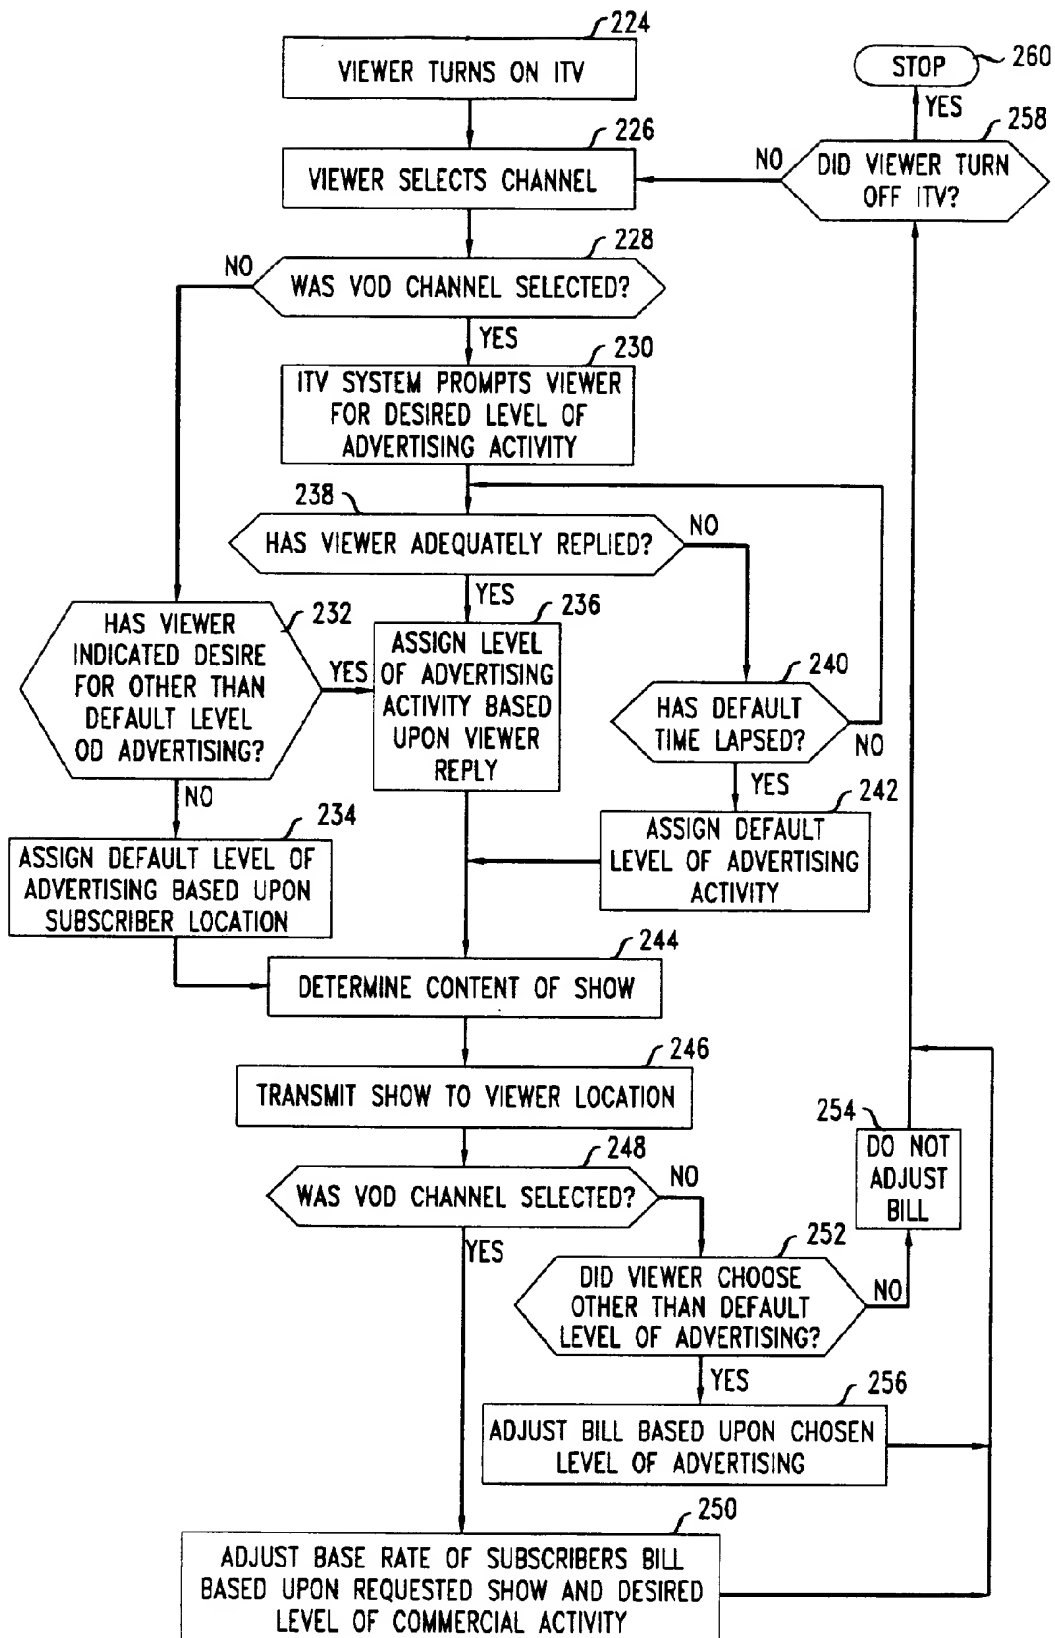 224
VIEWER TURNS ON ITV
STOP
260
YES
226
VIEWER SELECTS CHANNEL
NO
258
DID VIEWER TURN
OFF ITV?
228
NO
WAS VOD CHANNEL SELECTED?
YES
230
ITV SYSTEM PROMPTS VIEWER
FOR DESIRED LEVEL OF
ADVERTISING ACTIVITY
238
HAS VIEWER ADEQUATELY REPLIED?
NO
YES
232
HAS VIEWER
INDICATED DESIRE
FOR OTHER THAN
DEFAULT LEVEL
OD ADVERTISING?
YES
236
ASSIGN LEVEL
OF ADVERTISING
ACTIVITY BASED
UPON VIEWER
REPLY
240
HAS DEFAULT
TIME LAPSED?
NO
YES
NO
234
ASSIGN DEFAULT LEVEL OF
ADVERTISING BASED UPON
SUBSCRIBER LOCATION
242
ASSIGN DEFAULT
LEVEL OF ADVERTISING
ACTIVITY
244
DETERMINE CONTENT OF SHOW
246
TRANSMIT SHOW TO VIEWER LOCATION
248
WAS VOD CHANNEL SELECTED?
NO
YES
254
DO NOT
ADJUST
BILL
252
DID VIEWER CHOOSE
OTHER THAN DEFAULT
LEVEL OF ADVERTISING?
NO
YES
256
ADJUST BILL BASED UPON CHOSEN
LEVEL OF ADVERTISING
250
ADJUST BASE RATE OF SUBSCRIBERS BILL
BASED UPON REQUESTED SHOW AND DESIRED
LEVEL OF COMMERCIAL ACTIVITY